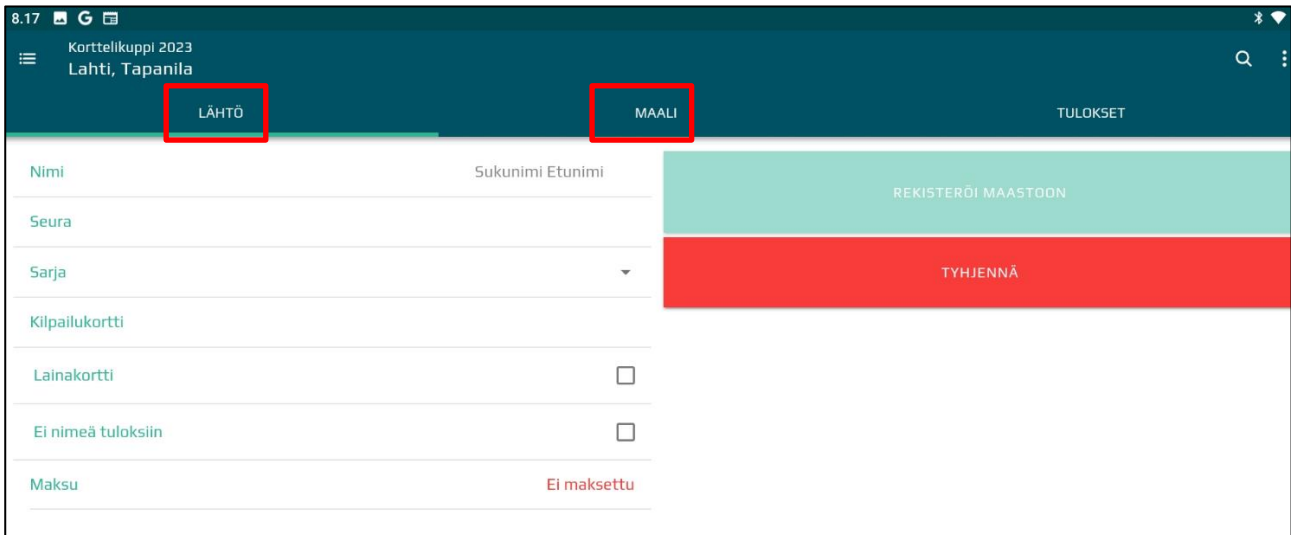 8.17
Korttelikuppi 2023
Lahti, Tapanila
LÄHTÖ MAALI TULOKSET
Nimi Sukunimi Etunimi
Seura
Sarja
Kilpailukortti
Lainakortti
Ei nimeä tuloksiin
Maksu Ei maksettu
REKISTERÖI MAASTOON
TYHJENNÄ